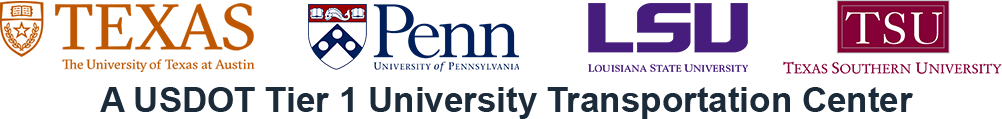 TEXAS
The University of Texas at Austin
Penn
UNIVERSITY of PENNSYLVANIA
LSU
LOUISIANA STATE UNIVERSITY
TSU
TEXAS SOUTHERN UNIVERSITY
A USDOT Tier 1 University Transportation Center